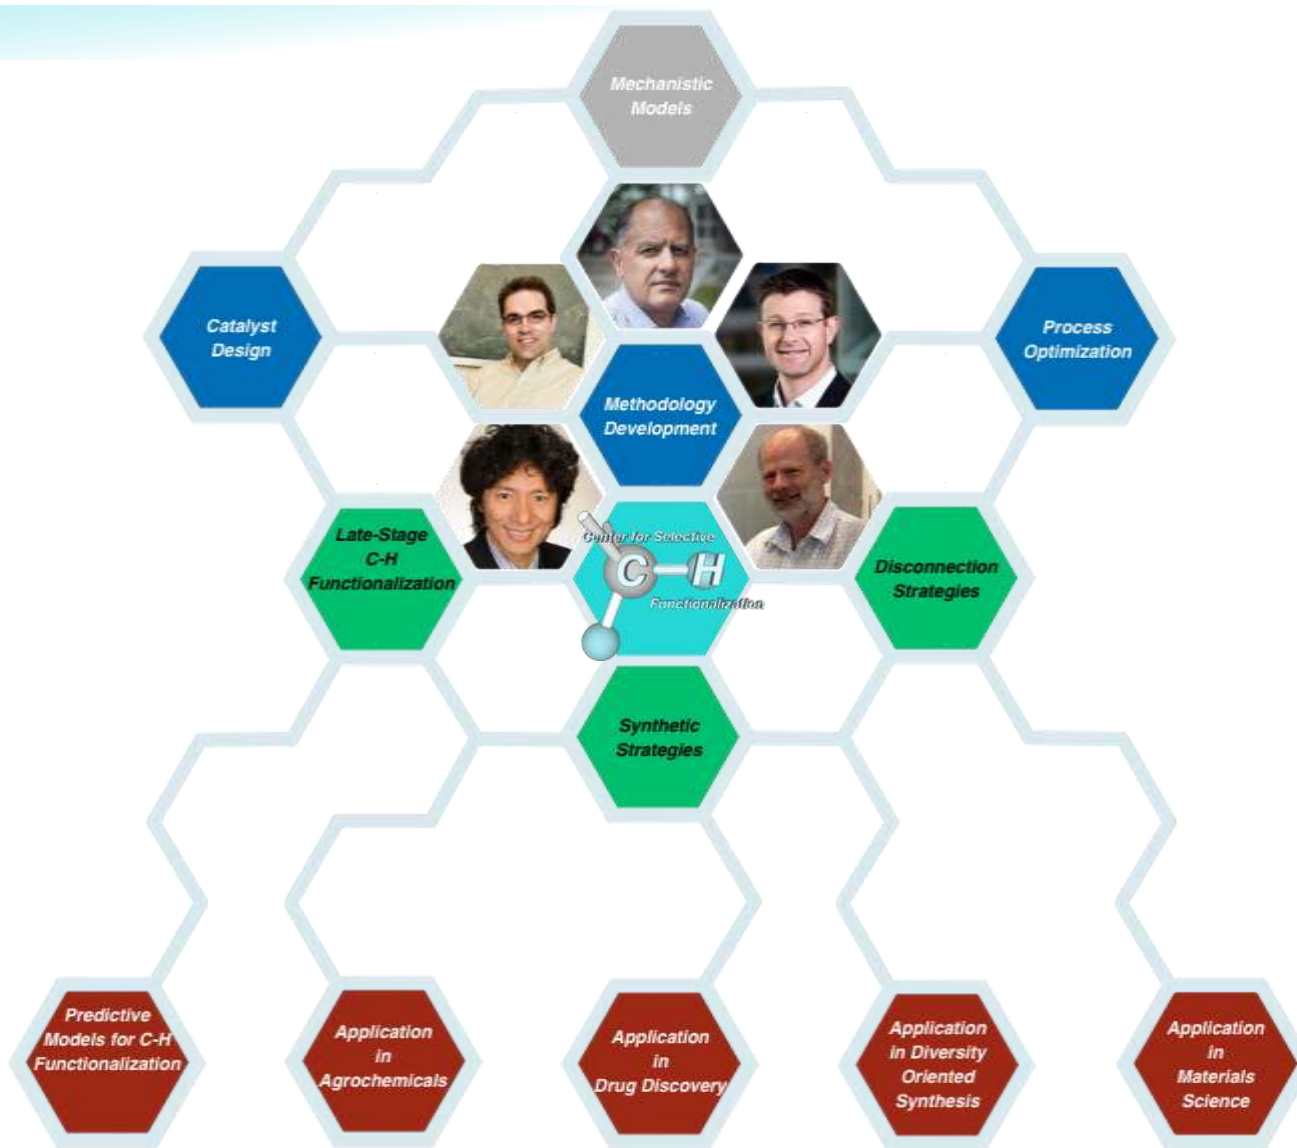 Mechanistic
Models
Catalyst
Design
Process
Optimization
Methodology
Development
Late-Stage
C-H
Functionalization
Center for Selective
C H
Functionalization
Disconnection
Strategies
Synthetic
Strategies
Predictive
Models for C-H
Functionalization
Application
in
Agrochemicals
Application
in
Drug Discovery
Application
in Diversity
Oriented
Synthesis
Application
in
Materials
Science